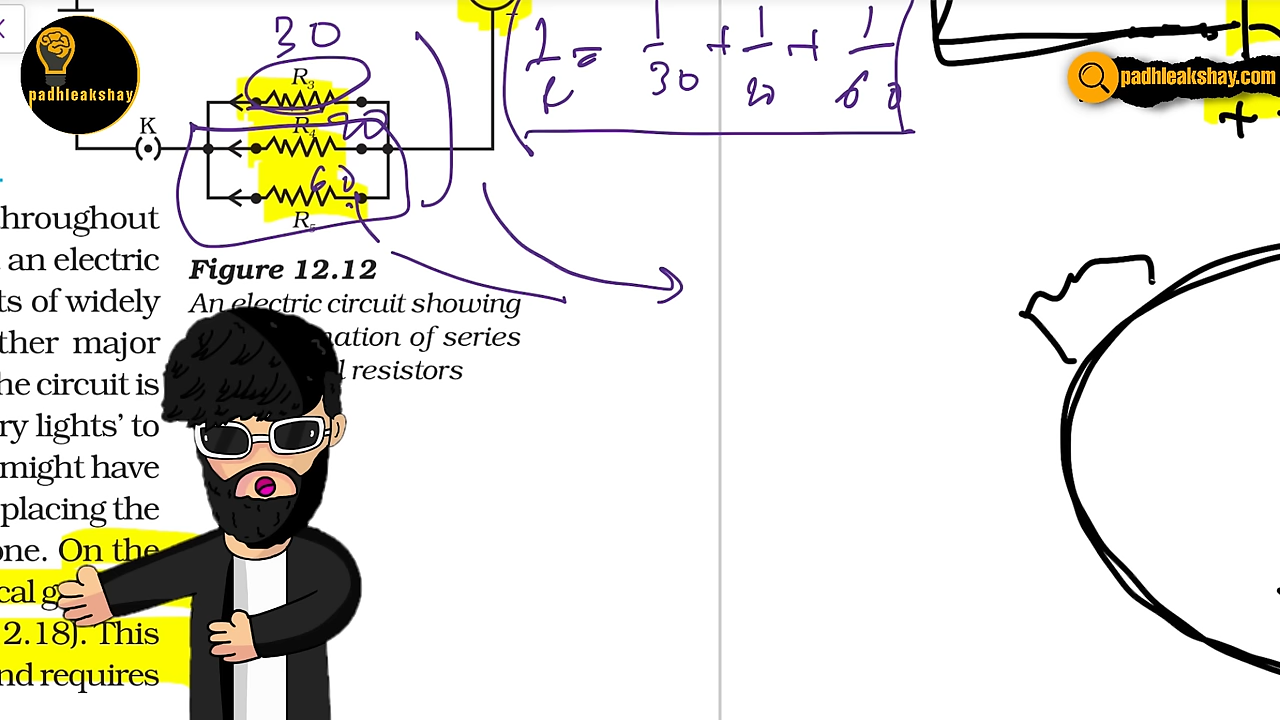 padhleakshay
padhleakshay.com
30
R3
K
R4 20
60
R5
1/R = 1/30 + 1/20 + 1/60
+
hroughout
an electric
ts of widely
ther major
he circuit is
ry lights' to
might have
placing the
one. On the
cal g
2.18). This
nd requires
Figure 12.12
An electric circuit showing
nation of series
l resistors